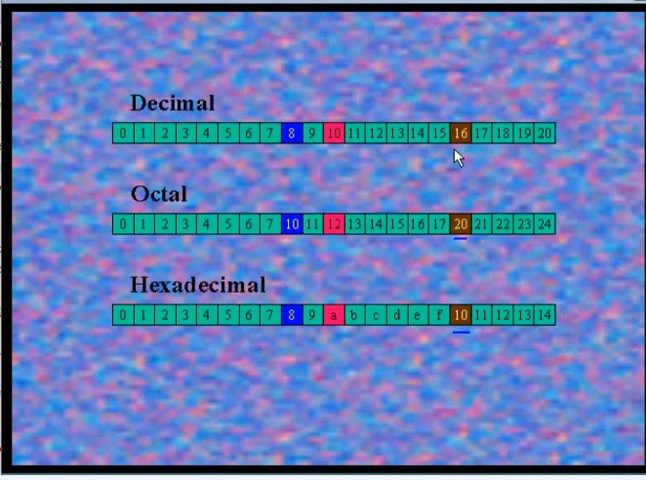 Decimal
0 1 2 3 4 5 6 7 8 9 10 11 12 13 14 15 16 17 18 19 20
Octal
0 1 2 3 4 5 6 7 10 11 12 13 14 15 16 17 20 21 22 23 24
Hexadecimal
0 1 2 3 4 5 6 7 8 9 a b c d e f 10 11 12 13 14